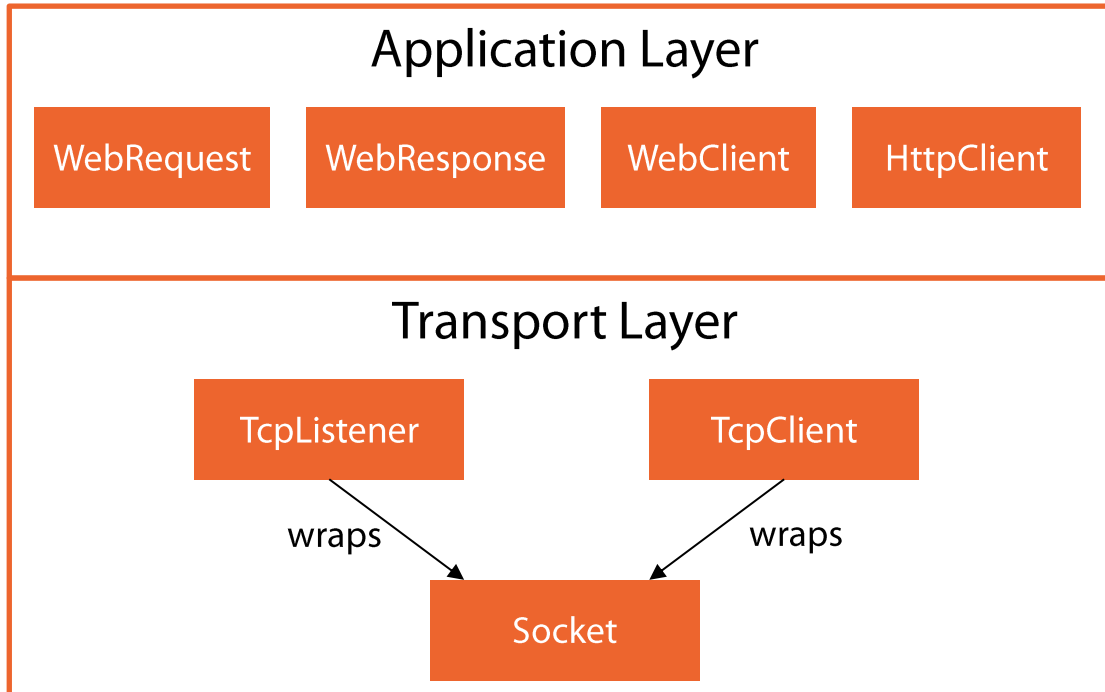 Application Layer
WebRequest
WebResponse
WebClient
HttpClient
Transport Layer
TcpListener
TcpClient
wraps
wraps
Socket